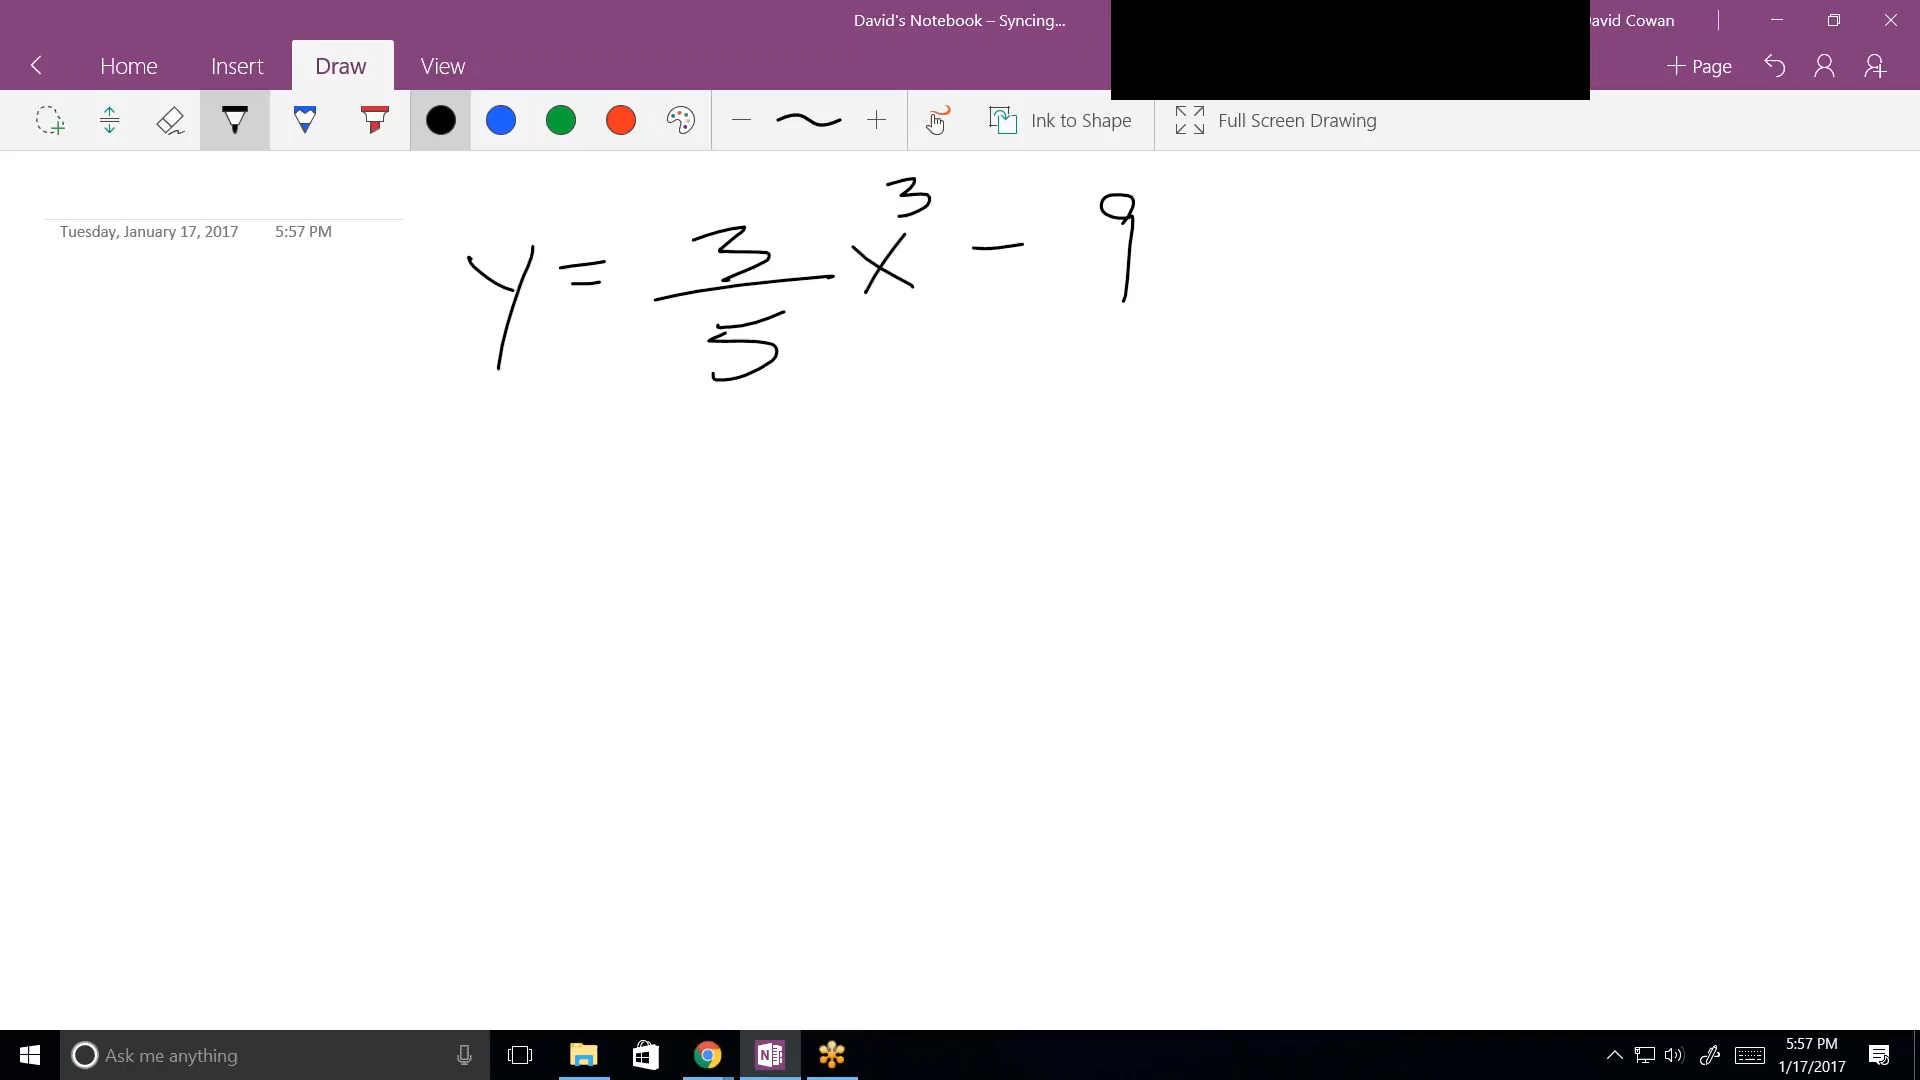 David's Notebook – Syncing...
avid Cowan
Home Insert Draw View
+ Page
Ink to Shape Full Screen Drawing
Tuesday, January 17, 2017 5:57 PM
y = 3/5 x³ − 9
Ask me anything
5:57 PM
1/17/2017